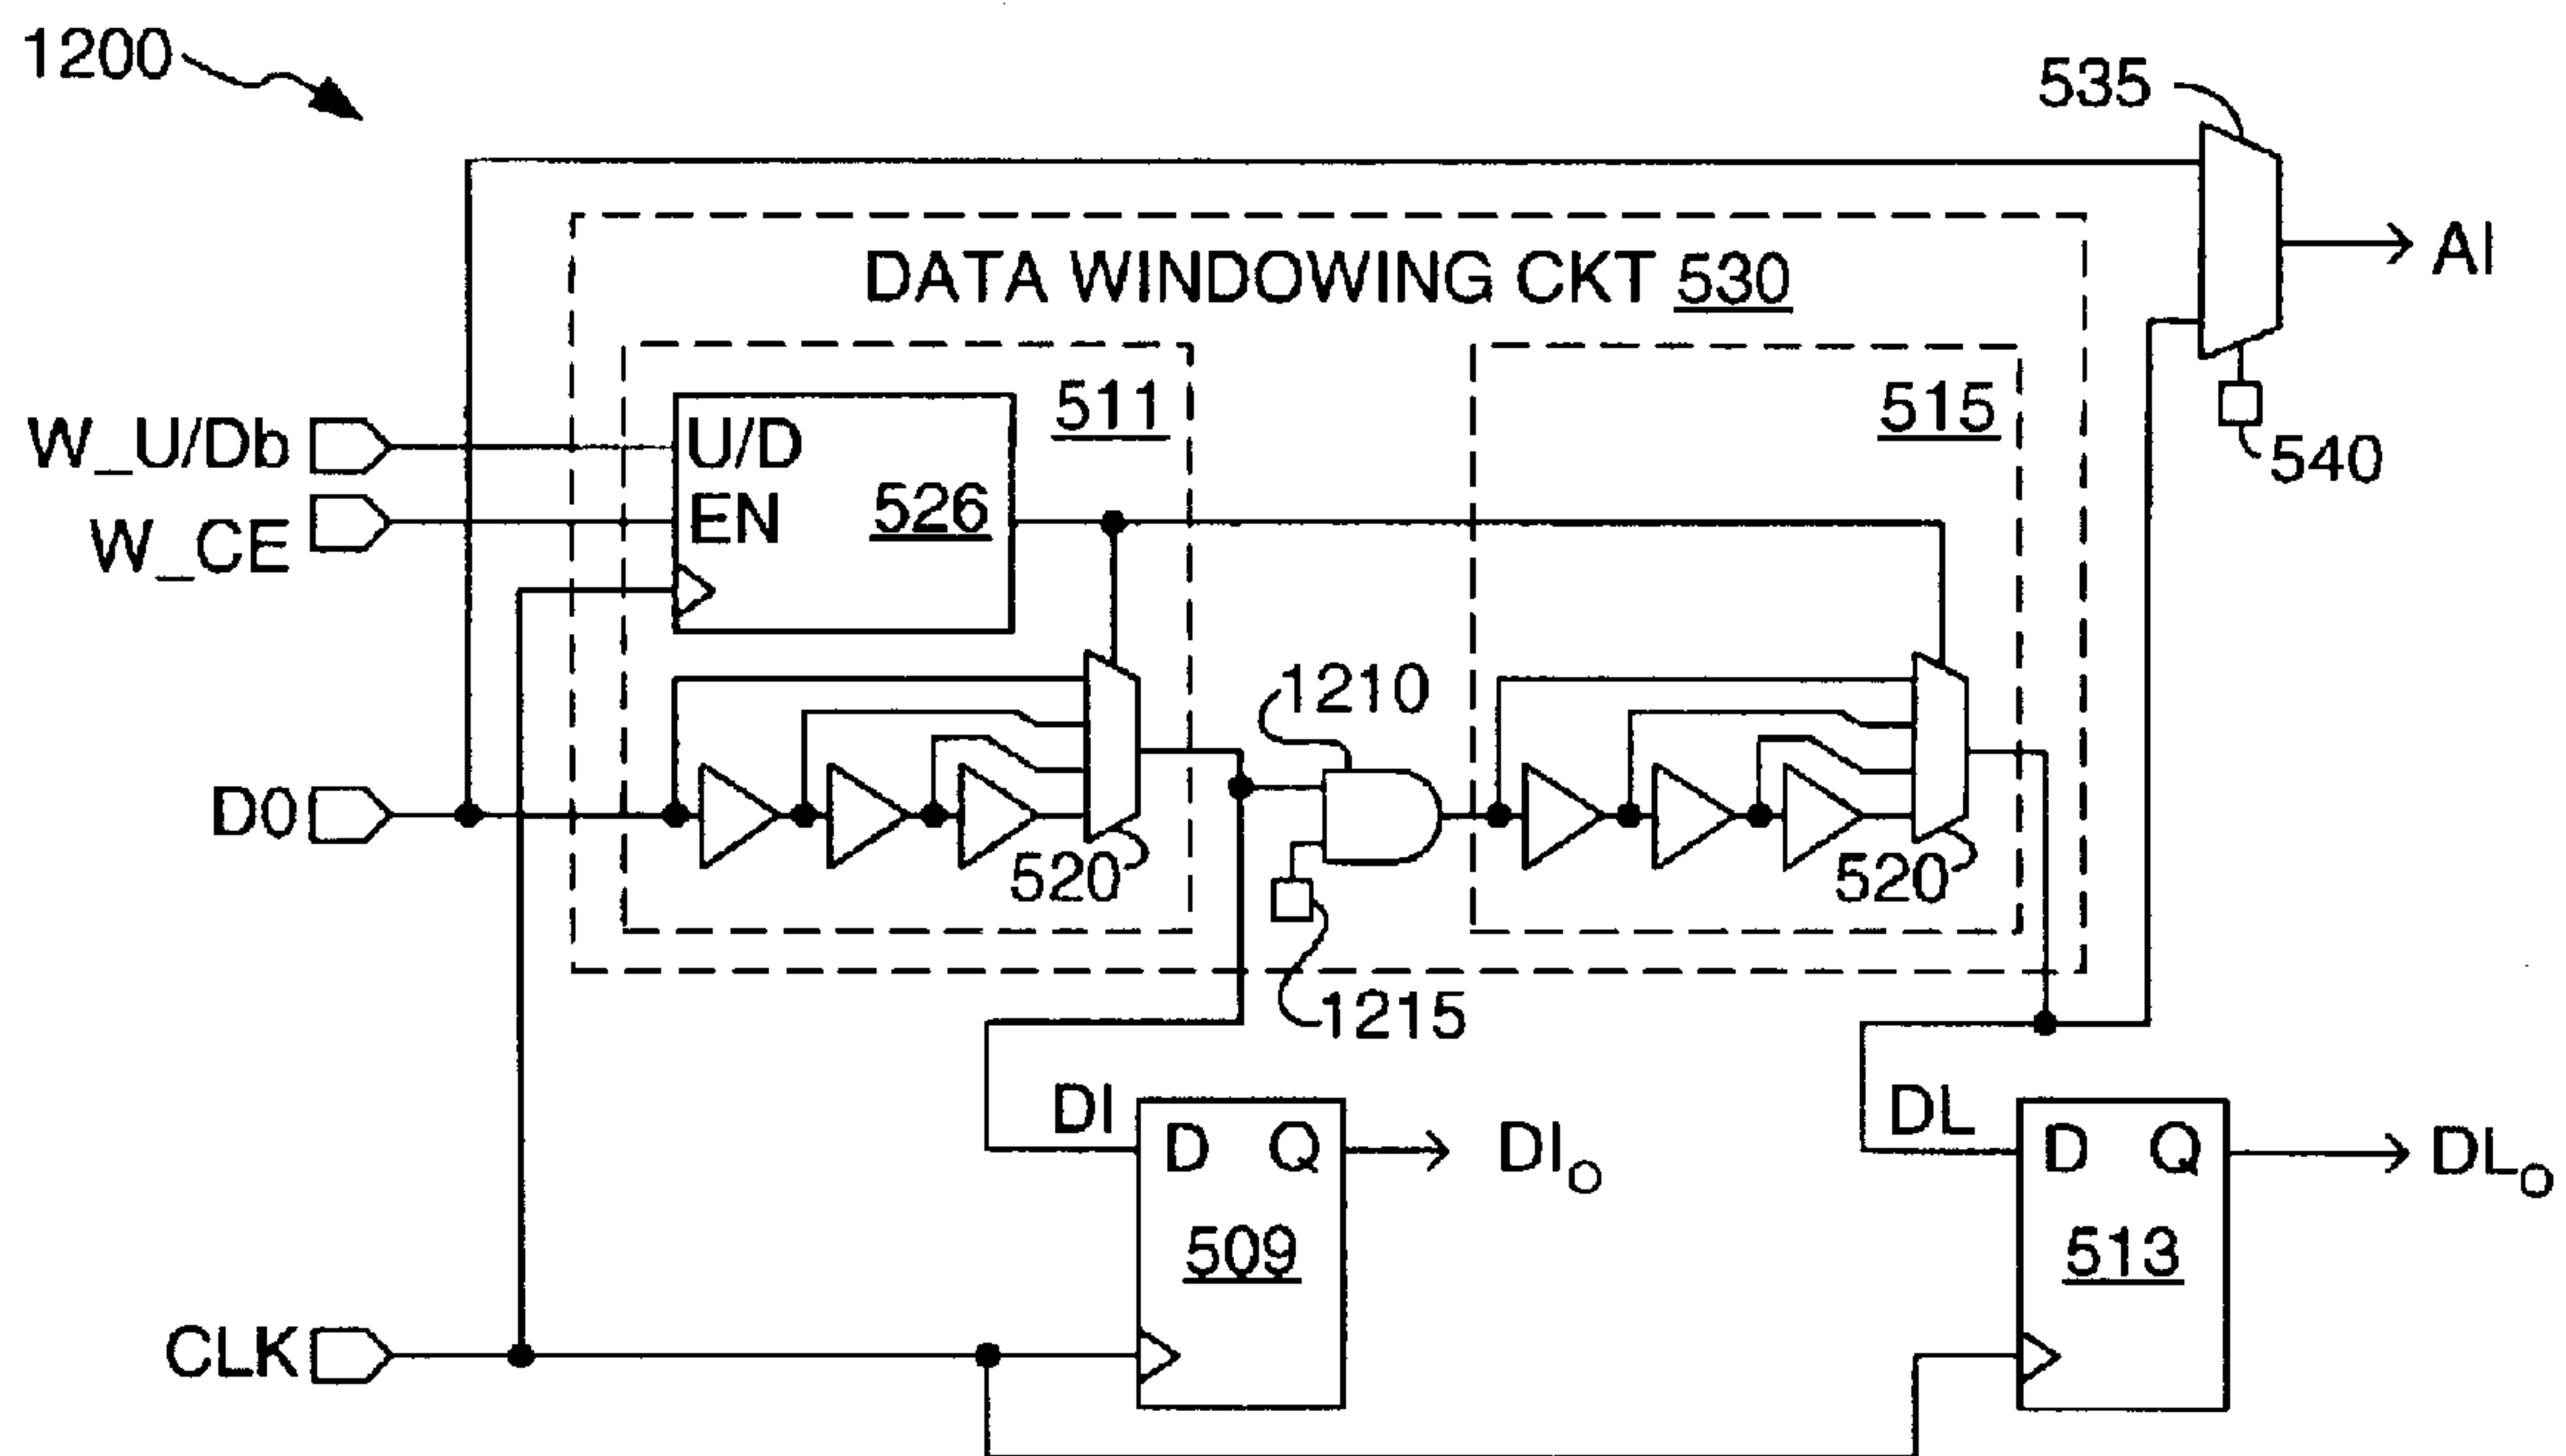 1200
535
AI
DATA WINDOWING CKT 530
511
515
540
W_U/Db
U/D
W_CE
EN
526
1210
D0
520
520
1215
DI
D Q
DIO
509
DL
D Q
DLO
513
CLK